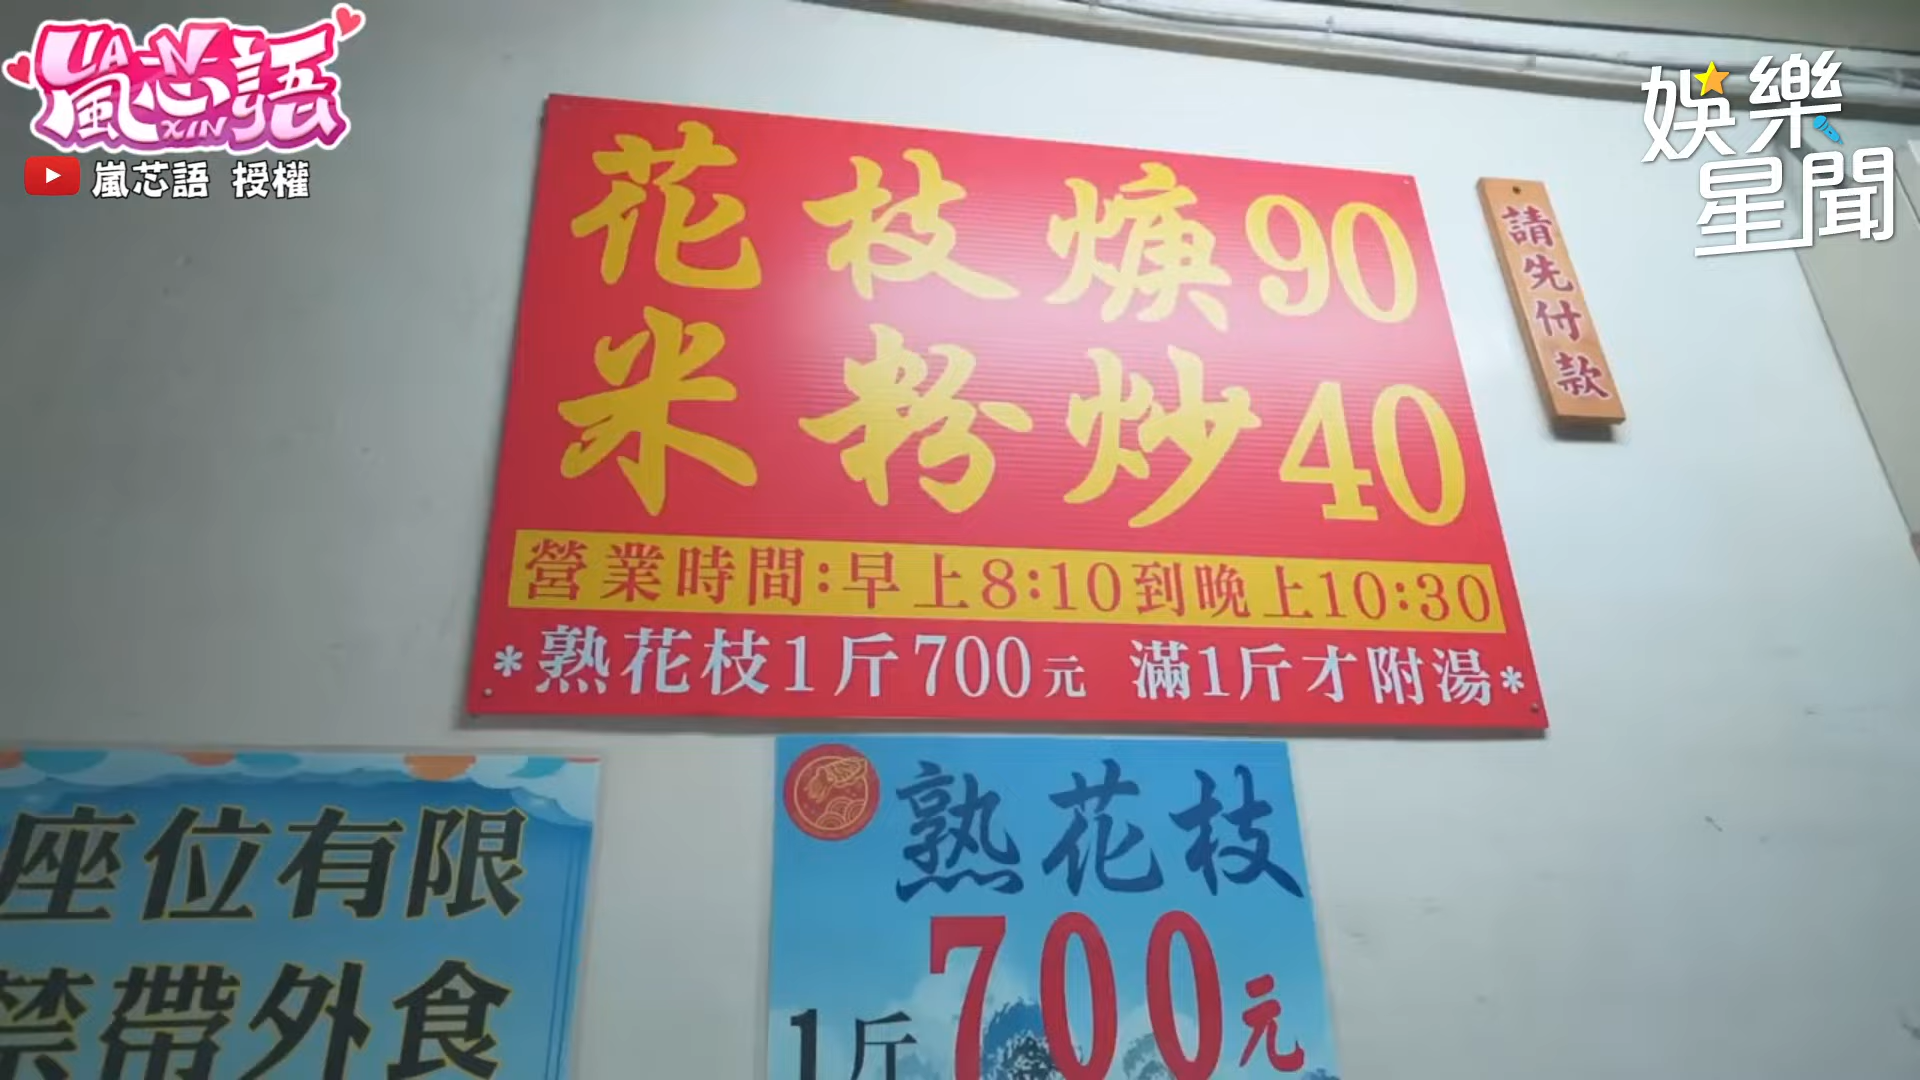 LAN
嵐芯語
XIN YU
嵐芯語 授權
娛樂
星聞
花枝焿90
米粉炒40
營業時間:早上8:10到晚上10:30
*熟花枝1斤700元 滿1斤才附湯*
請先付款
座位有限
禁帶外食
熟花枝
1斤700元